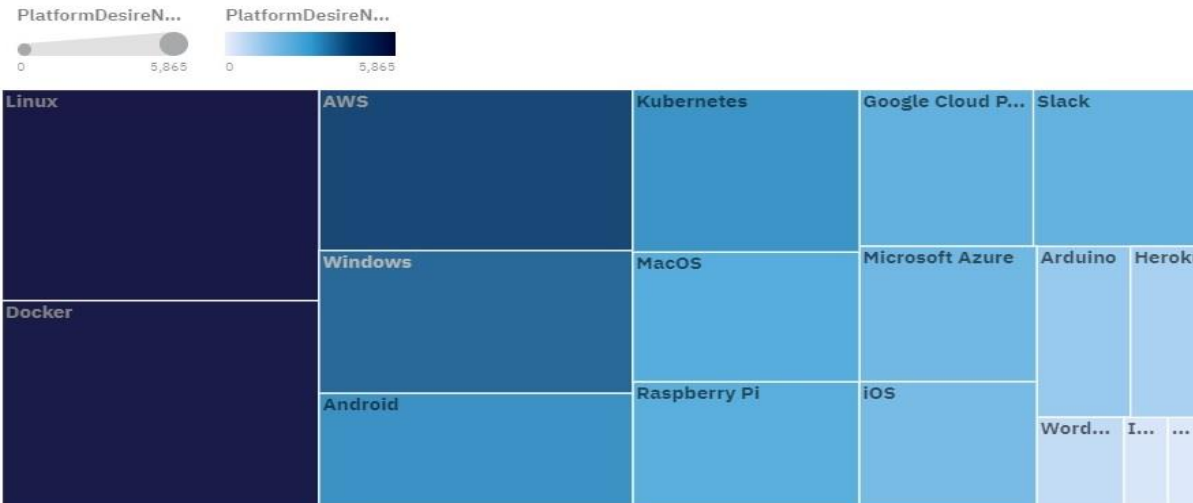 PlatformDesireN... PlatformDesireN...
0 5,865 0 5,865
Linux AWS Kubernetes Google Cloud P... Slack
Windows MacOS Microsoft Azure Arduino Herok
Docker
Android Raspberry Pi iOS
Word... I... ...